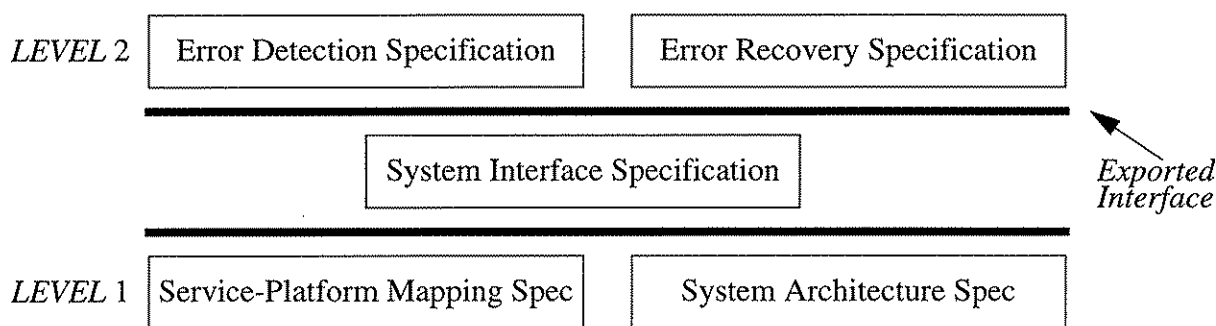 LEVEL 2 Error Detection Specification Error Recovery Specification
System Interface Specification
Exported
Interface
LEVEL 1 Service-Platform Mapping Spec System Architecture Spec